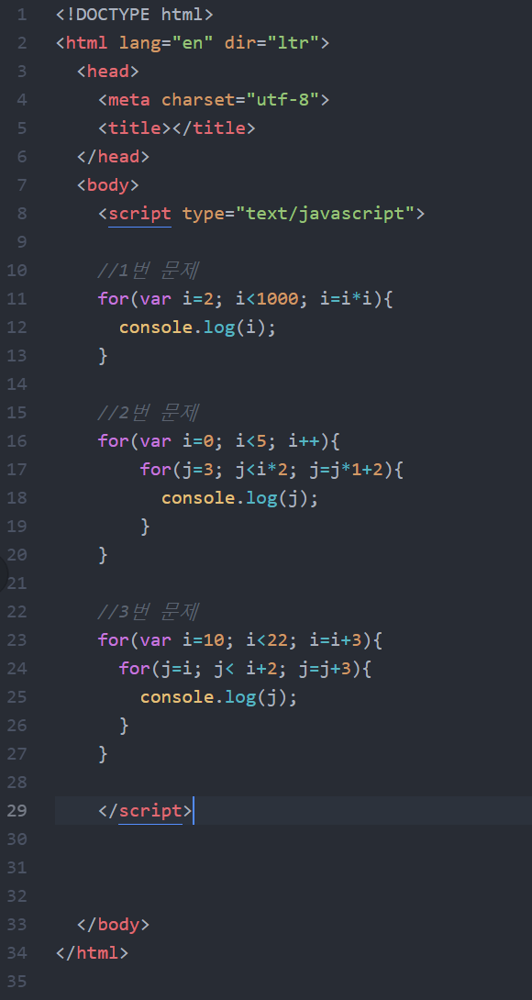 1 <!DOCTYPE html>
2 <html lang="en" dir="ltr">
3   <head>
4     <meta charset="utf-8">
5     <title></title>
6   </head>
7   <body>
8     <script type="text/javascript">
9
10     //1번 문제
11     for(var i=2; i<1000; i=i*i){
12       console.log(i);
13     }
14
15     //2번 문제
16     for(var i=0; i<5; i++){
17         for(j=3; j<i*2; j=j*1+2){
18           console.log(j);
19         }
20     }
21
22     //3번 문제
23     for(var i=10; i<22; i=i+3){
24       for(j=i; j< i+2; j=j+3){
25         console.log(j);
26       }
27     }
28
29     </script>
30
31
32
33   </body>
34 </html>
35